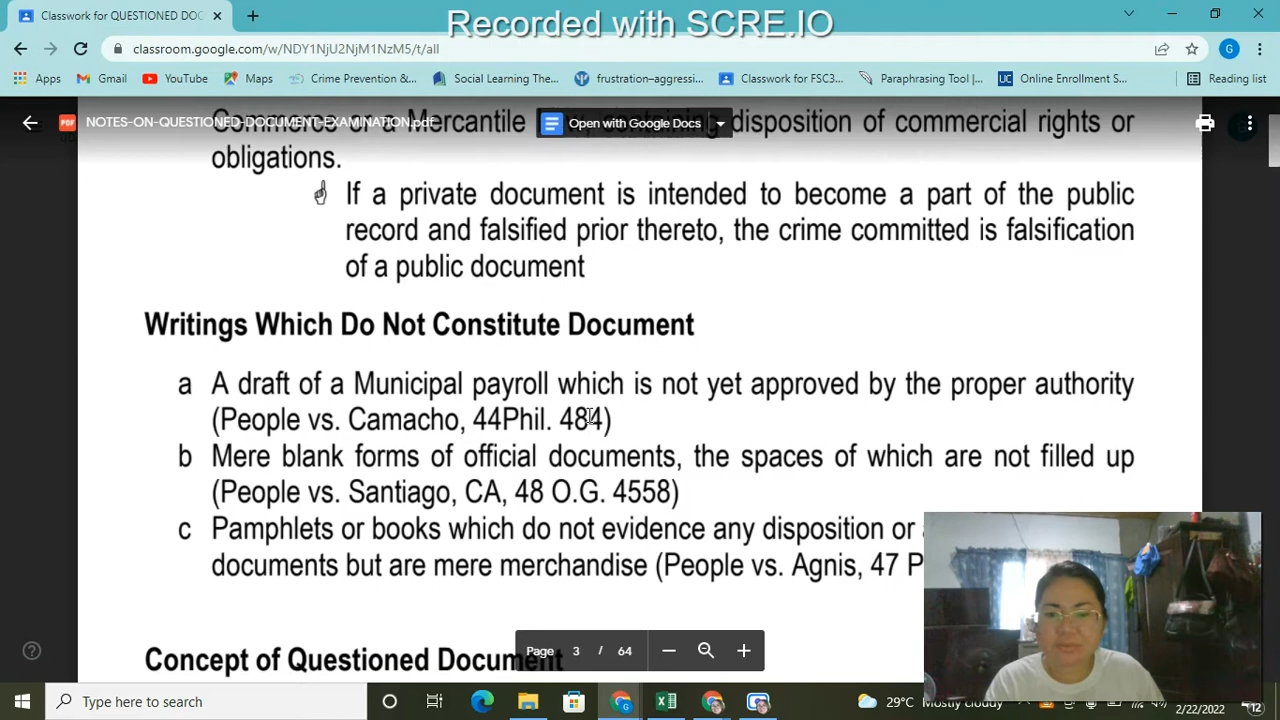 Classwork for QUESTIONED DOC
Recorded with SCRE.IO
classroom.google.com/w/NDY1NjU2NjM1NzM5/t/all
G
Apps
Gmail
YouTube
Maps
Crime Prevention &...
Social Learning The...
frustration–aggressi...
Classwork for FSC3...
Paraphrasing Tool |...
UC
Online Enrollment S...
Reading list
PDF
NOTES-ON-QUESTIONED-DOCUMENT-EXAMINATION.pdf
Open with Google Docs
Mercantile containing disposition of commercial rights or
obligations.
If a private document is intended to become a part of the public
record and falsified prior thereto, the crime committed is falsification
of a public document
Writings Which Do Not Constitute Document
a A draft of a Municipal payroll which is not yet approved by the proper authority
(People vs. Camacho, 44Phil. 484)
b Mere blank forms of official documents, the spaces of which are not filled up
(People vs. Santiago, CA, 48 O.G. 4558)
c Pamphlets or books which do not evidence any disposition or
documents but are mere merchandise (People vs. Agnis, 47 P
Concept of Questioned Document
Page 3 / 64
Type here to search
29°C Mostly cloudy
2/22/2022
12